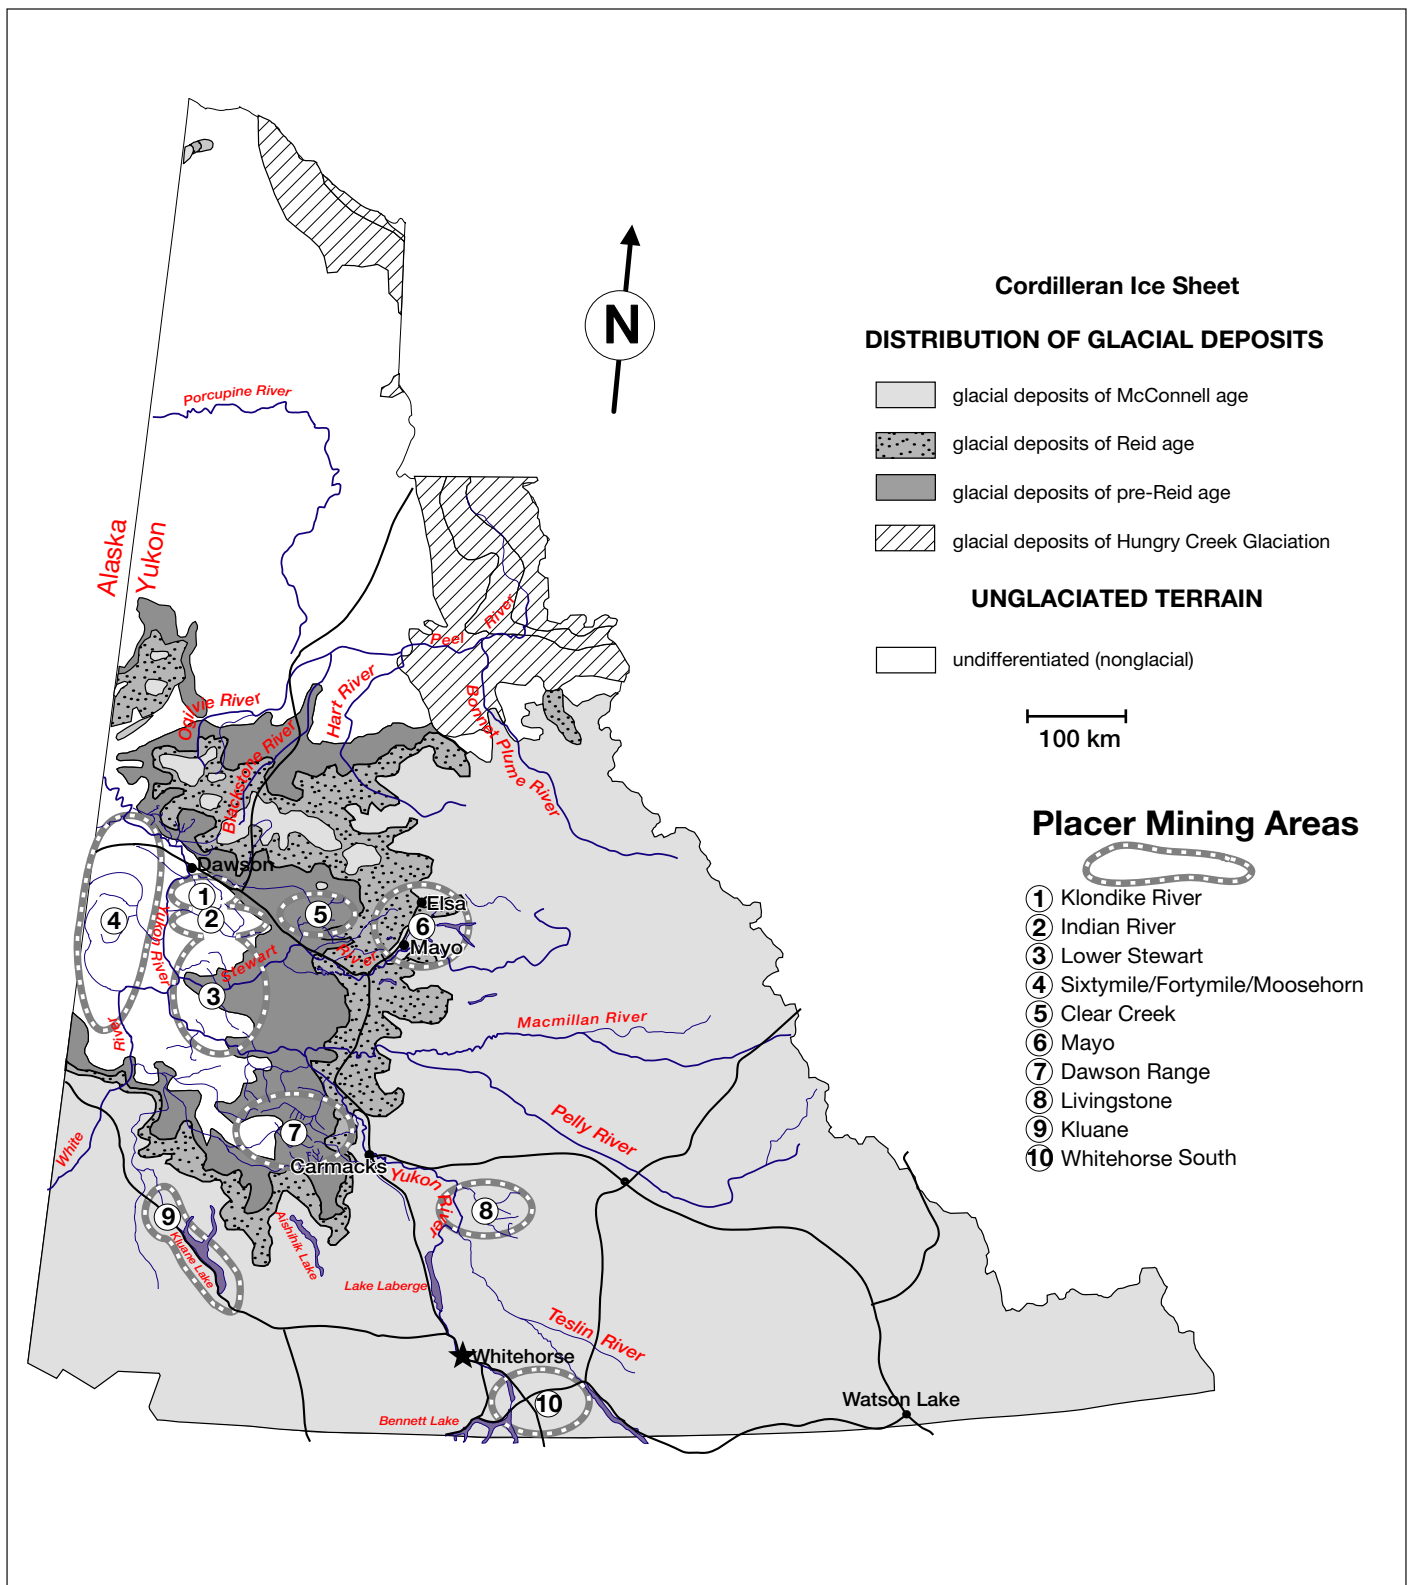 Cordilleran Ice Sheet
DISTRIBUTION OF GLACIAL DEPOSITS
glacial deposits of McConnell age
glacial deposits of Reid age
glacial deposits of pre-Reid age
glacial deposits of Hungry Creek Glaciation
UNGLACIATED TERRAIN
undifferentiated (nonglacial)
100 km
Placer Mining Areas
1 Klondike River
2 Indian River
3 Lower Stewart
4 Sixtymile/Fortymile/Moosehorn
5 Clear Creek
6 Mayo
7 Dawson Range
8 Livingstone
9 Kluane
10 Whitehorse South
N
Porcupine River
Alaska
Yukon
Peel River
Ogilvie River
Hart River
Blackstone River
Bonnet Plume River
Dawson
1
2
3
4
5
6
Elsa
Mayo
Yukon River
Stewart River
River
White
Macmillan River
Pelly River
7
Carmacks
Yukon River
8
9
Kluane Lake
Aishihik Lake
Lake Laberge
Teslin River
Whitehorse
10
Bennett Lake
Watson Lake